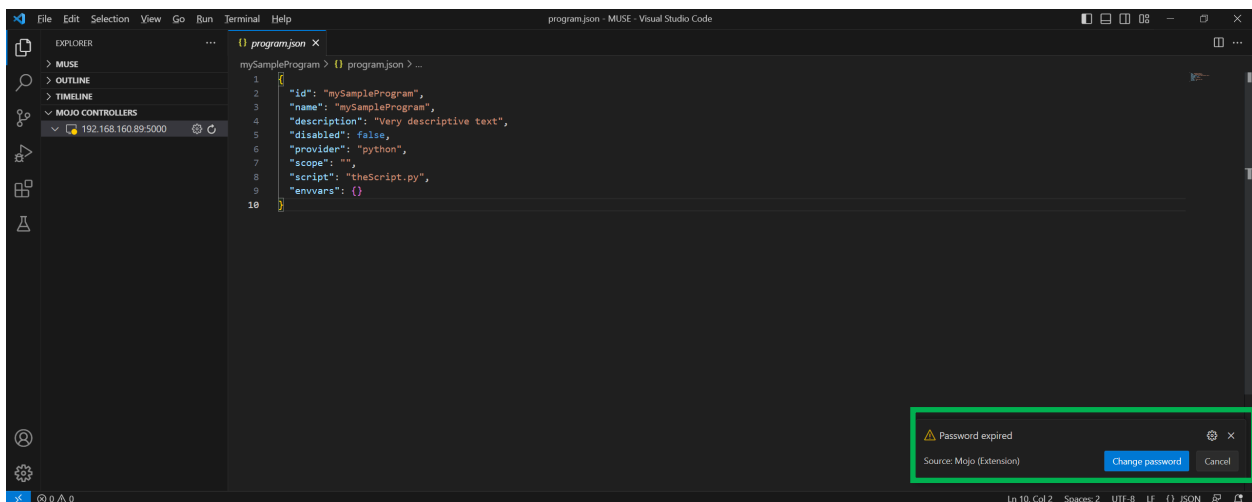 File Edit Selection View Go Run Terminal Help
program.json - MUSE - Visual Studio Code
EXPLORER
MUSE
OUTLINE
TIMELINE
MOJO CONTROLLERS
192.168.160.89:5000
{} program.json
mySampleProgram > {} program.json > ...
1 {
2 "id": "mySampleProgram",
3 "name": "mySampleProgram",
4 "description": "Very descriptive text",
5 "disabled": false,
6 "provider": "python",
7 "scope": "",
8 "script": "theScript.py",
9 "envvars": {}
10 }
Password expired
Source: Mojo (Extension)
Change password
Cancel
0 0
Ln 10, Col 2 Spaces: 2 UTF-8 LF {} JSON